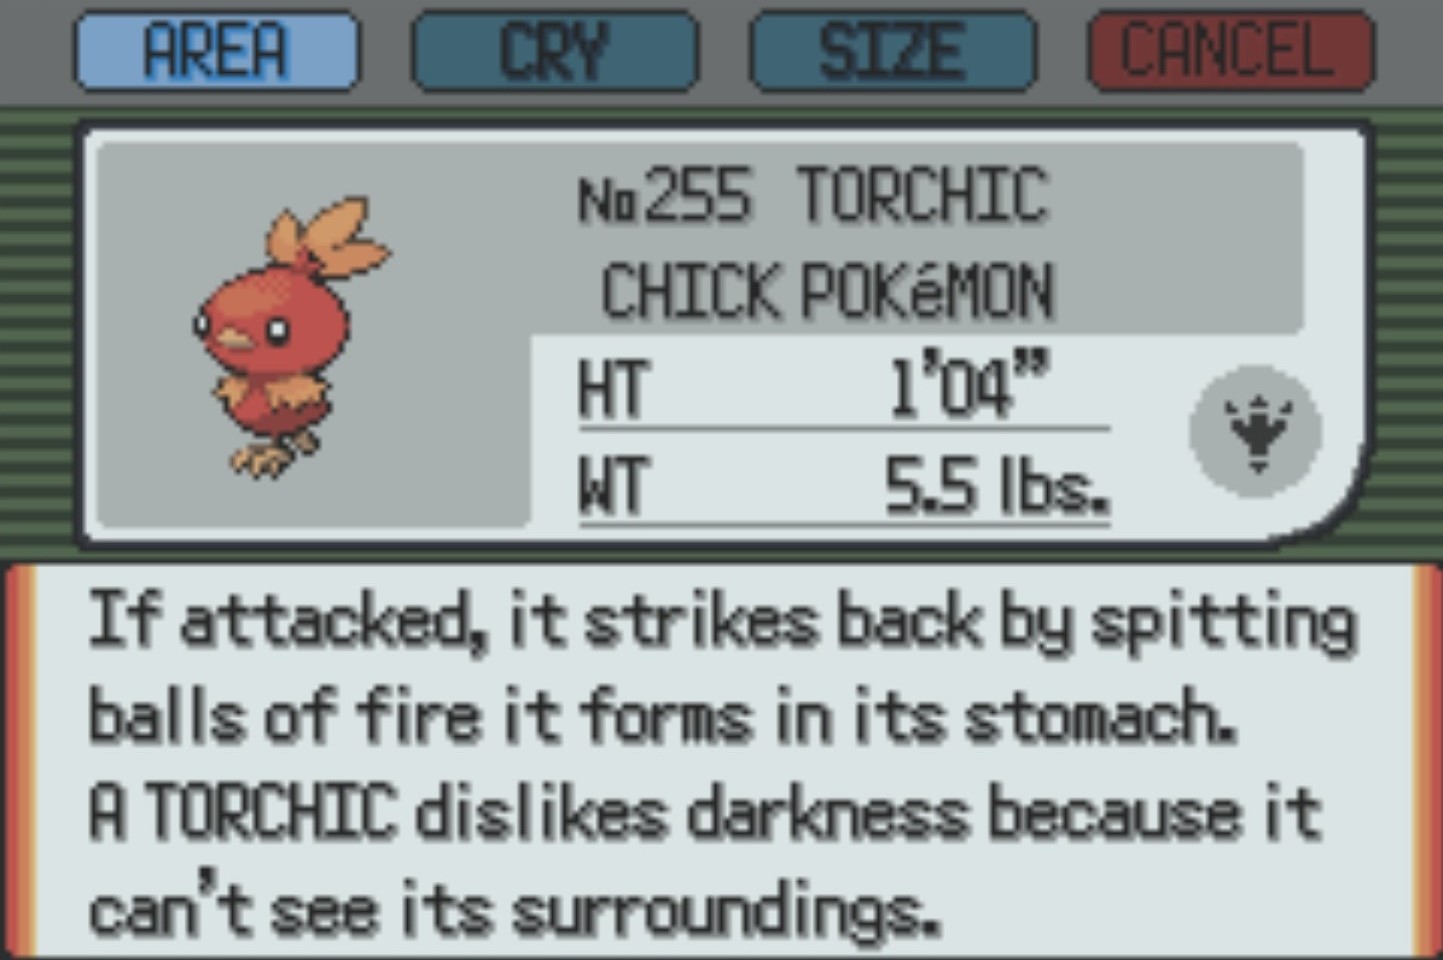 AREA CRY SIZE CANCEL
No255 TORCHIC
CHICK POKéMON
HT 1'04"
WT 5.5 lbs.
If attacked, it strikes back by spitting
balls of fire it forms in its stomach.
A TORCHIC dislikes darkness because it
can't see its surroundings.